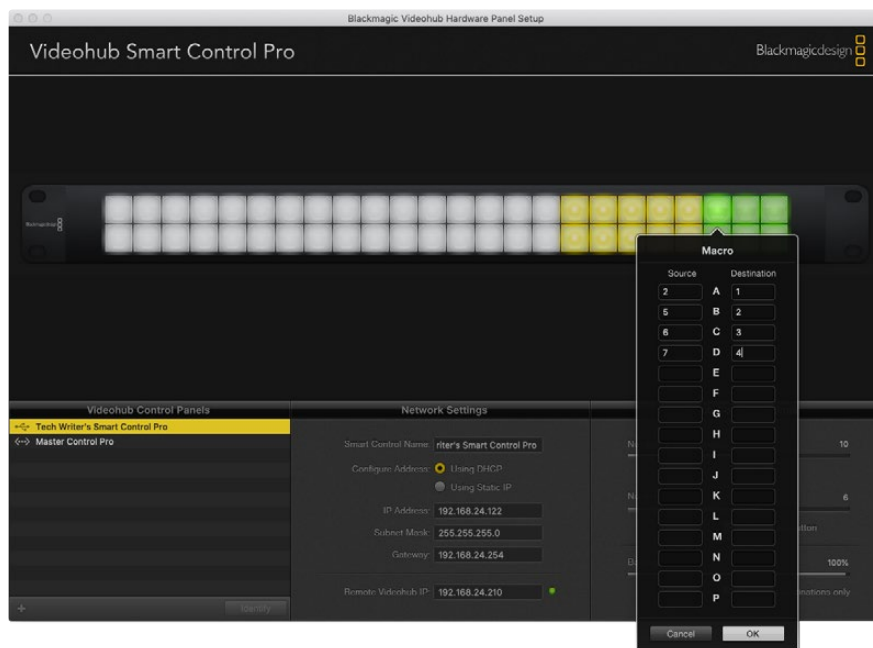 Blackmagic Videohub Hardware Panel Setup
Videohub Smart Control Pro
Blackmagicdesign
Macro
Source Destination
2 A 1
5 B 2
6 C 3
7 D 4
E
F
G
H
I
J
K
L
M
N
O
P
Cancel OK
Videohub Control Panels
Tech Writer's Smart Control Pro
Master Control Pro
+ Identify
Network Settings
Smart Control Name: riter's Smart Control Pro
Configure Address: Using DHCP
Using Static IP
IP Address: 192.168.24.122
Subnet Mask: 255.255.255.0
Gateway: 192.168.24.254
Remote Videohub IP: 192.168.24.210
10
6
100%
only